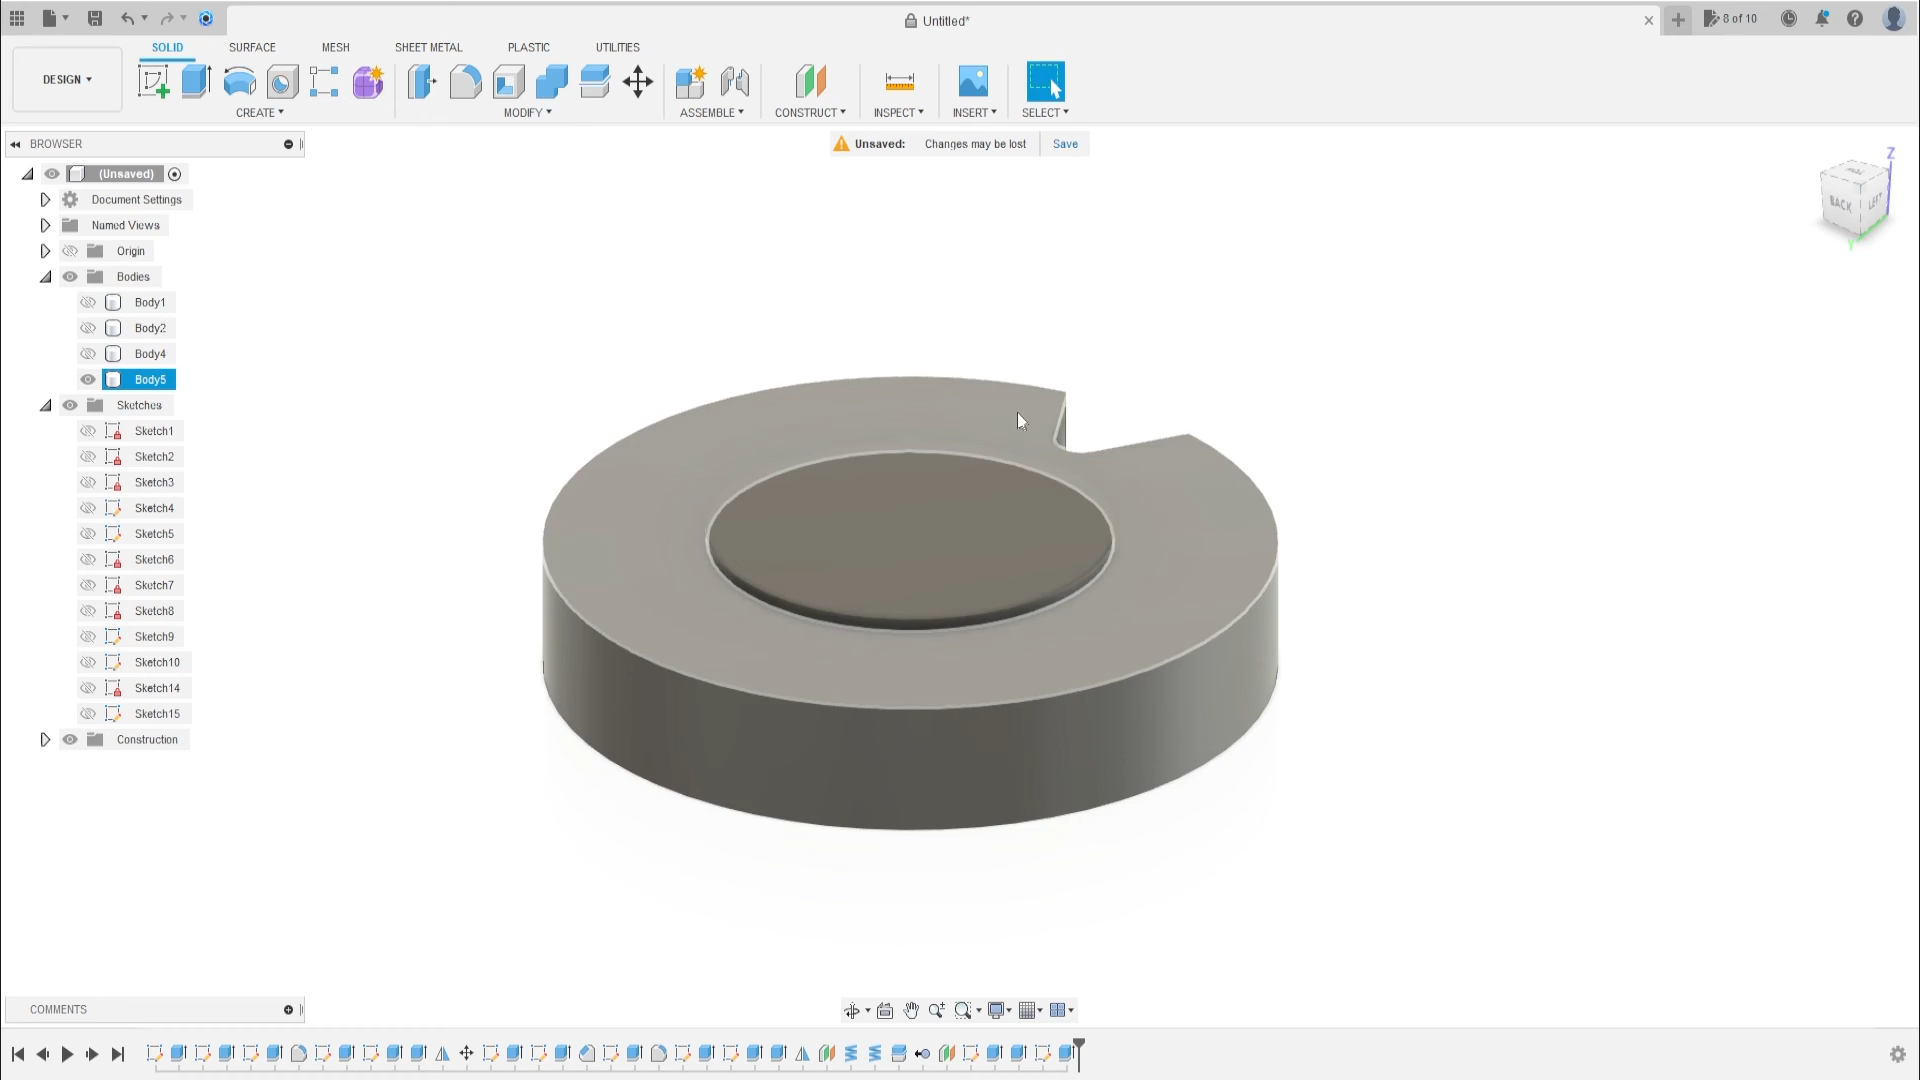 Untitled*
8 of 10
DESIGN
SOLID
SURFACE
MESH
SHEET METAL
PLASTIC
UTILITIES
CREATE
MODIFY
ASSEMBLE
CONSTRUCT
INSPECT
INSERT
SELECT
BROWSER
Unsaved: Changes may be lost Save
(Unsaved)
Document Settings
Named Views
Origin
Bodies
Body1
Body2
Body4
Body5
Sketches
Sketch1
Sketch2
Sketch3
Sketch4
Sketch5
Sketch6
Sketch7
Sketch8
Sketch9
Sketch10
Sketch14
Sketch15
Construction
Z
BACK
LEFT
Y
COMMENTS